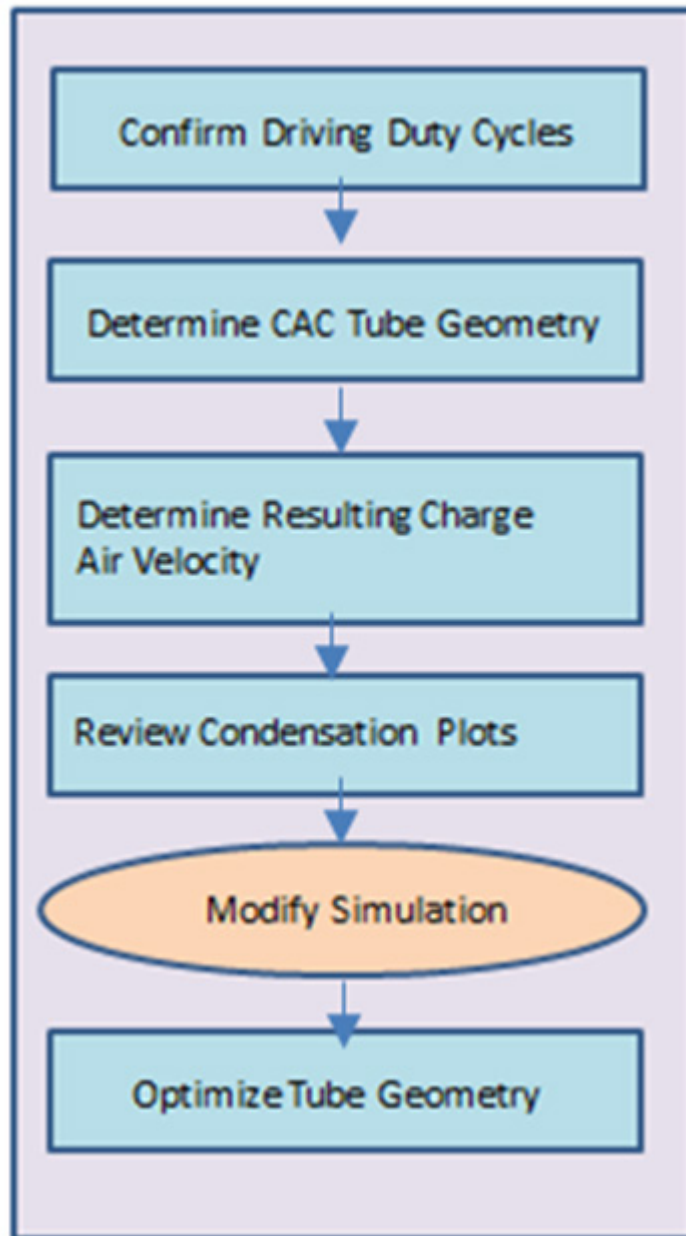 Confirm Driving Duty Cycles
Determine CAC Tube Geometry
Determine Resulting Charge
Air Velocity
Review Condensation Plots
Modify Simulation
Optimize Tube Geometry